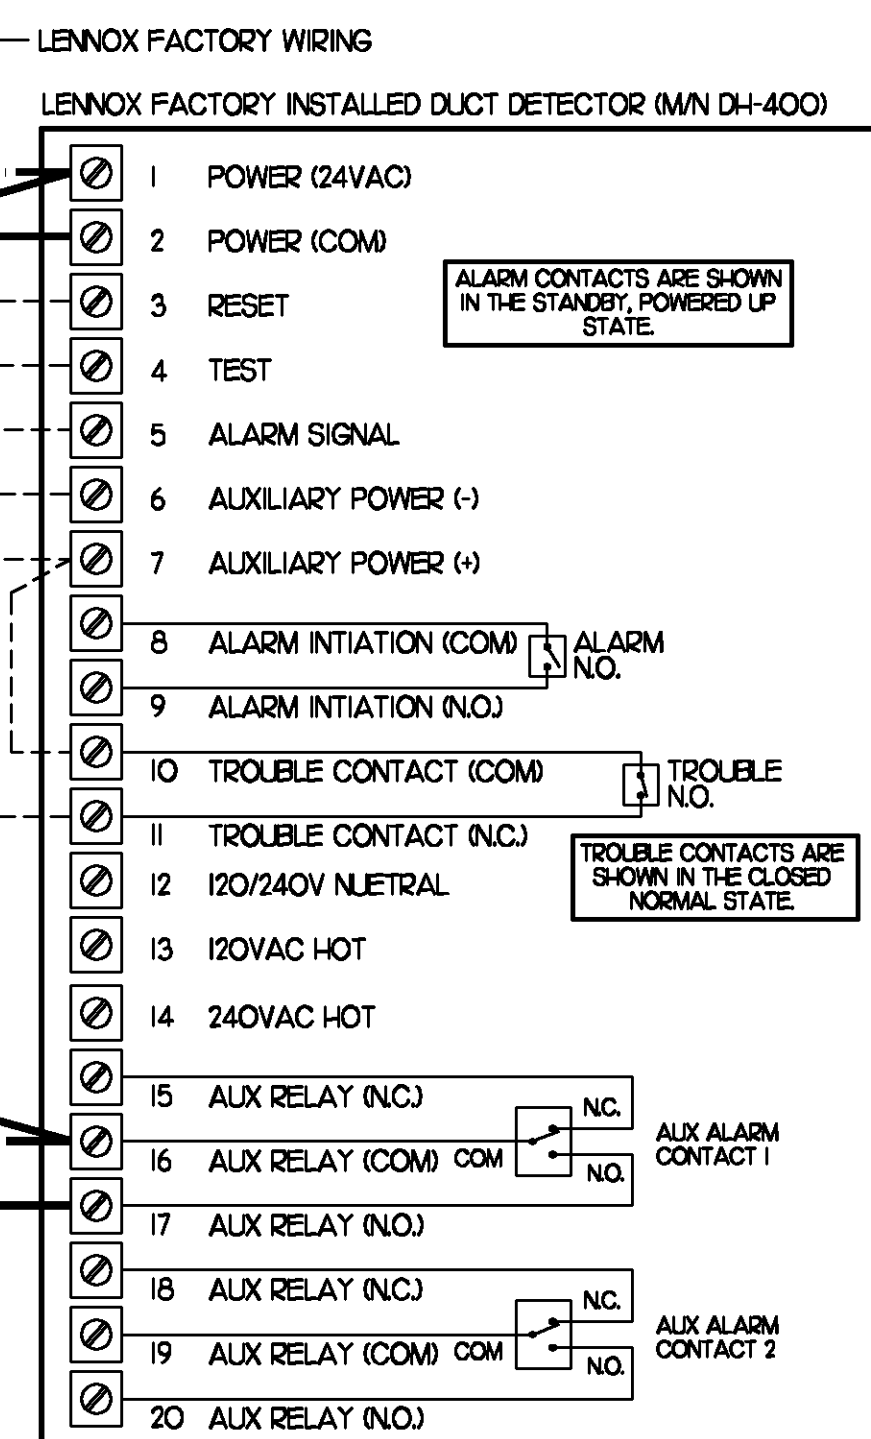 LENNOX FACTORY WIRING
LENNOX FACTORY INSTALLED DUCT DETECTOR (M/N DH-400)
1 POWER (24VAC)
2 POWER (COM)
ALARM CONTACTS ARE SHOWN
IN THE STANDBY, POWERED UP
STATE.
3 RESET
4 TEST
5 ALARM SIGNAL
6 AUXILIARY POWER (-)
7 AUXILIARY POWER (+)
8 ALARM INTIATION (COM)
ALARM
N.O.
9 ALARM INTIATION (N.O.)
10 TROUBLE CONTACT (COM)
TROUBLE
N.O.
11 TROUBLE CONTACT (N.C.)
TROUBLE CONTACTS ARE
SHOWN IN THE CLOSED
NORMAL STATE.
12 120/240V NUETRAL
13 120VAC HOT
14 240VAC HOT
15 AUX RELAY (N.C.)
N.C.
16 AUX RELAY (COM) COM
N.O.
AUX ALARM
CONTACT 1
17 AUX RELAY (N.O.)
18 AUX RELAY (N.C.)
N.C.
19 AUX RELAY (COM) COM
N.O.
AUX ALARM
CONTACT 2
20 AUX RELAY (N.O.)